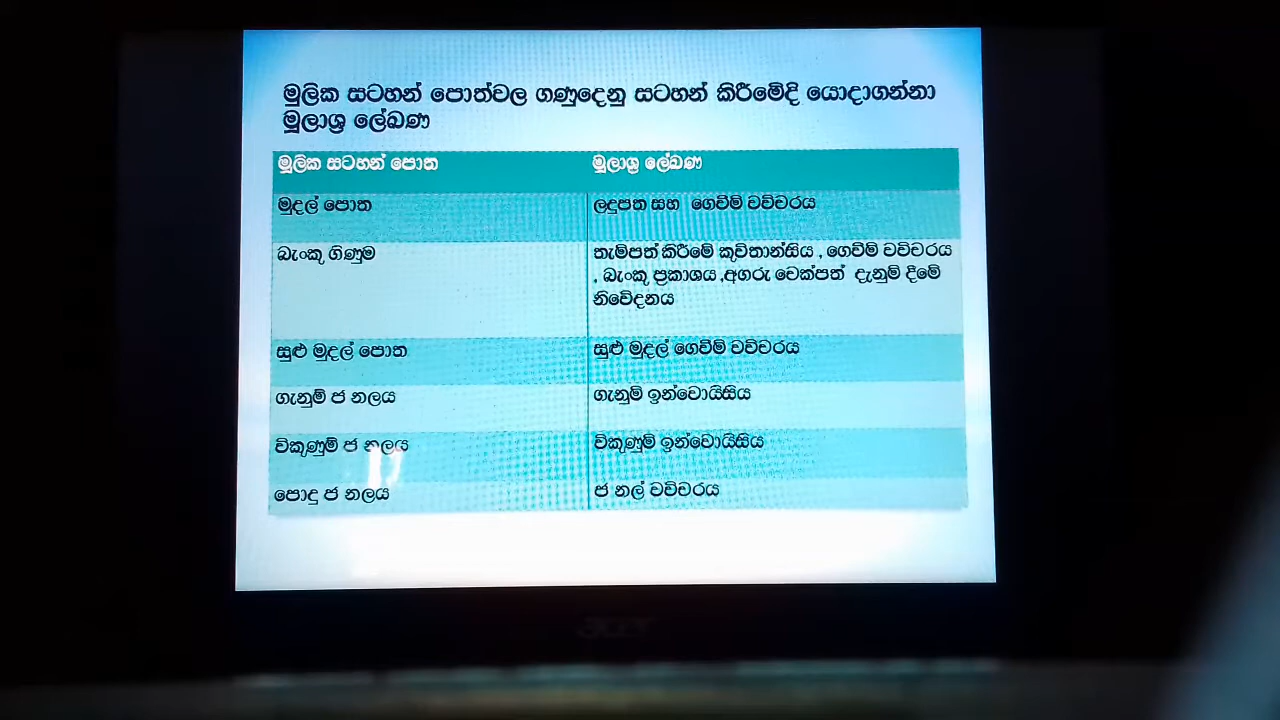 මූලික සටහන් පොත්වල ගණුදෙනු සටහන් කිරීමේදි යොදාගන්නා
මූලාශ්‍ර ලේඛණ
මූලික සටහන් පොත මූලාශ්‍ර ලේඛණ
මුදල් පොත ලදුපත සහ ගෙවීම් වව්චරය
බැංකු ගිණුම තැම්පත් කිරීමේ කුවිතාන්සිය , ගෙවීම් වව්චරය
, බැංකු ප්‍රකාශය ,අගරු චෙක්පත් දැනුම් දීමේ
නිවේදනය
සුළු මුදල් පොත සුළු මුදල් ගෙවීම් වව්චරය
ගැනුම් ජ නලය ගැනුම් ඉන්වොයිසිය
විකුණුම් ජ නලය විකුණුම් ඉන්වොයිසිය
පොදු ජ නලය ජ නල් වව්චරය
acer